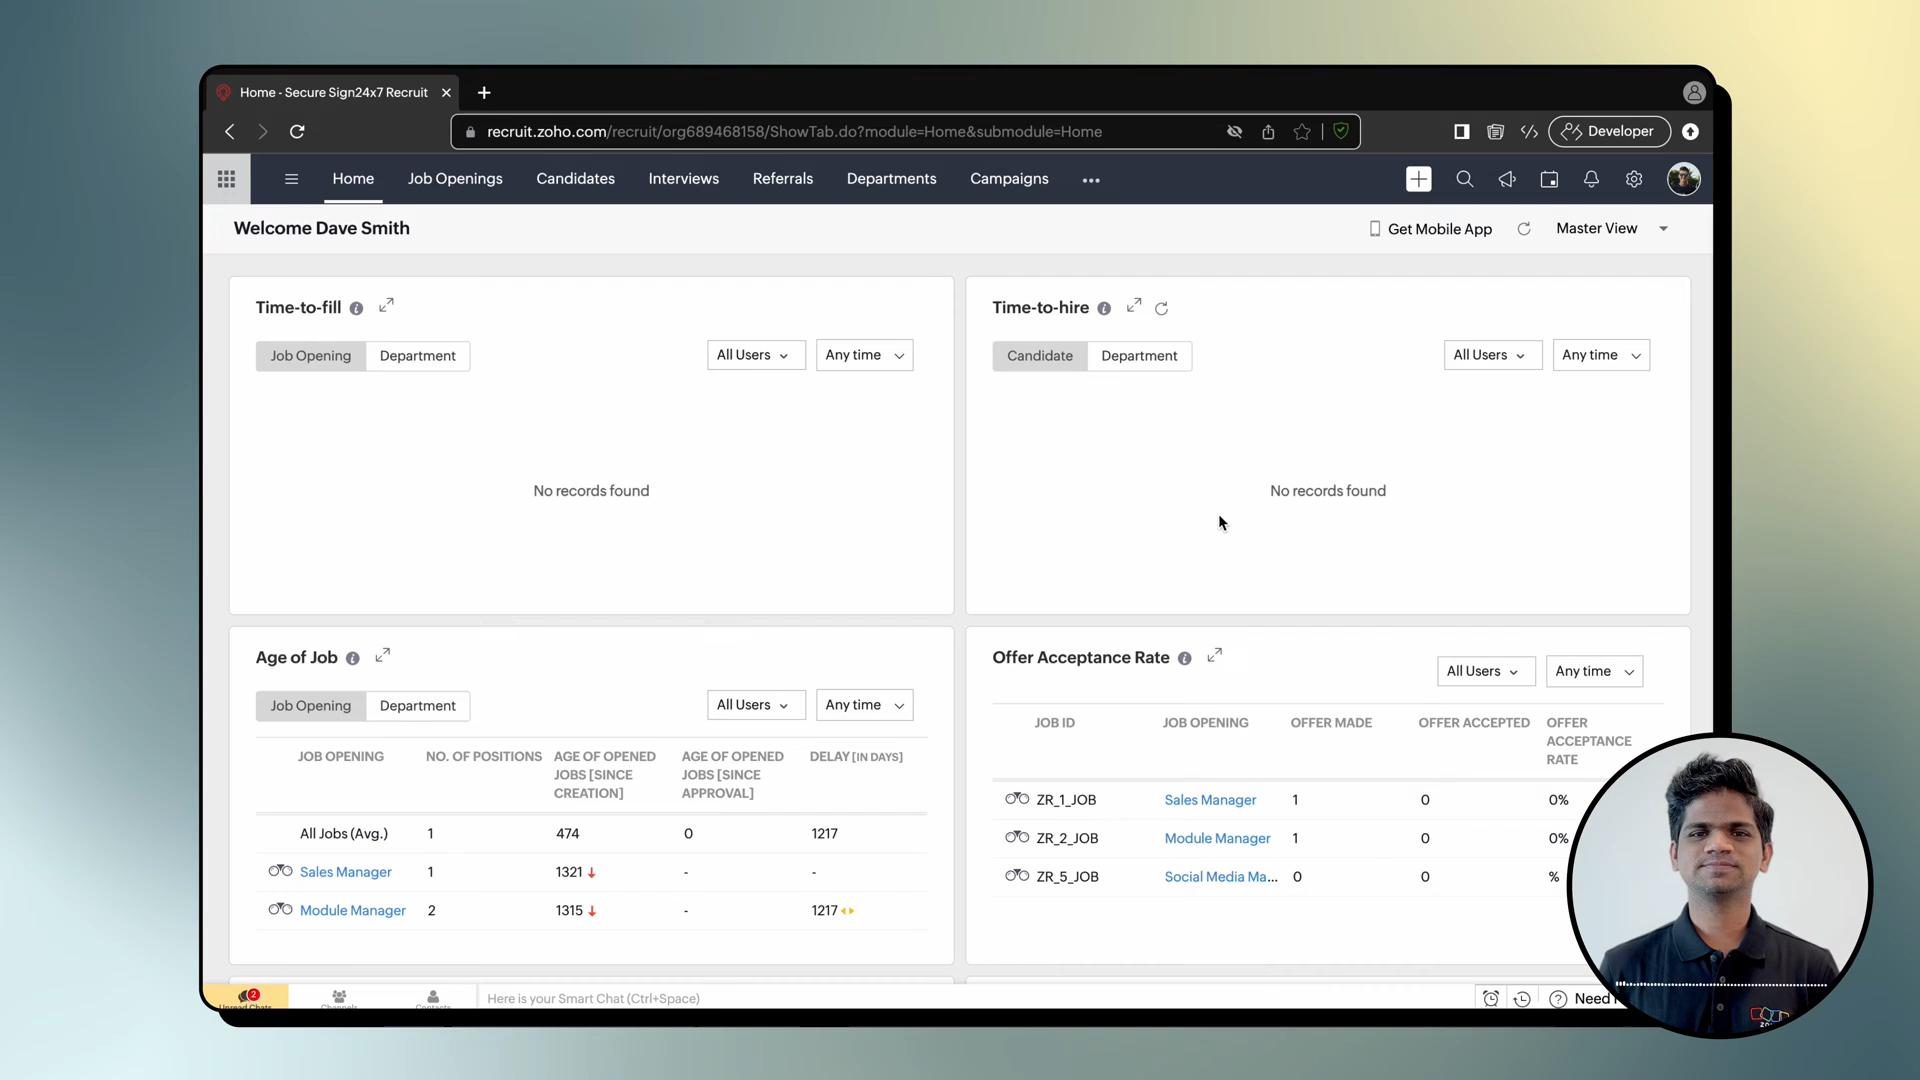 Home - Secure Sign24x7 Recruit
recruit.zoho.com/recruit/org689468158/ShowTab.do?module=Home&submodule=Home
Developer
Home Job Openings Candidates Interviews Referrals Departments Campaigns
Welcome Dave Smith
Get Mobile App
Master View
Time-to-fill
Job Opening Department
All Users Any time
No records found
Time-to-hire
Candidate Department
All Users Any time
No records found
Age of Job
Job Opening Department
All Users Any time
JOB OPENING NO. OF POSITIONS AGE OF OPENED JOBS [SINCE CREATION] AGE OF OPENED JOBS [SINCE APPROVAL] DELAY [IN DAYS]
All Jobs (Avg.) 1 474 0 1217
Sales Manager 1 1321 - -
Module Manager 2 1315 - 1217
Offer Acceptance Rate
All Users Any time
JOB ID JOB OPENING OFFER MADE OFFER ACCEPTED OFFER ACCEPTANCE RATE
ZR_1_JOB Sales Manager 1 0 0%
ZR_2_JOB Module Manager 1 0 0%
ZR_5_JOB Social Media Ma... 0 0 %
2
Unread Chats
Channels
Contacts
Here is your Smart Chat (Ctrl+Space)
Need